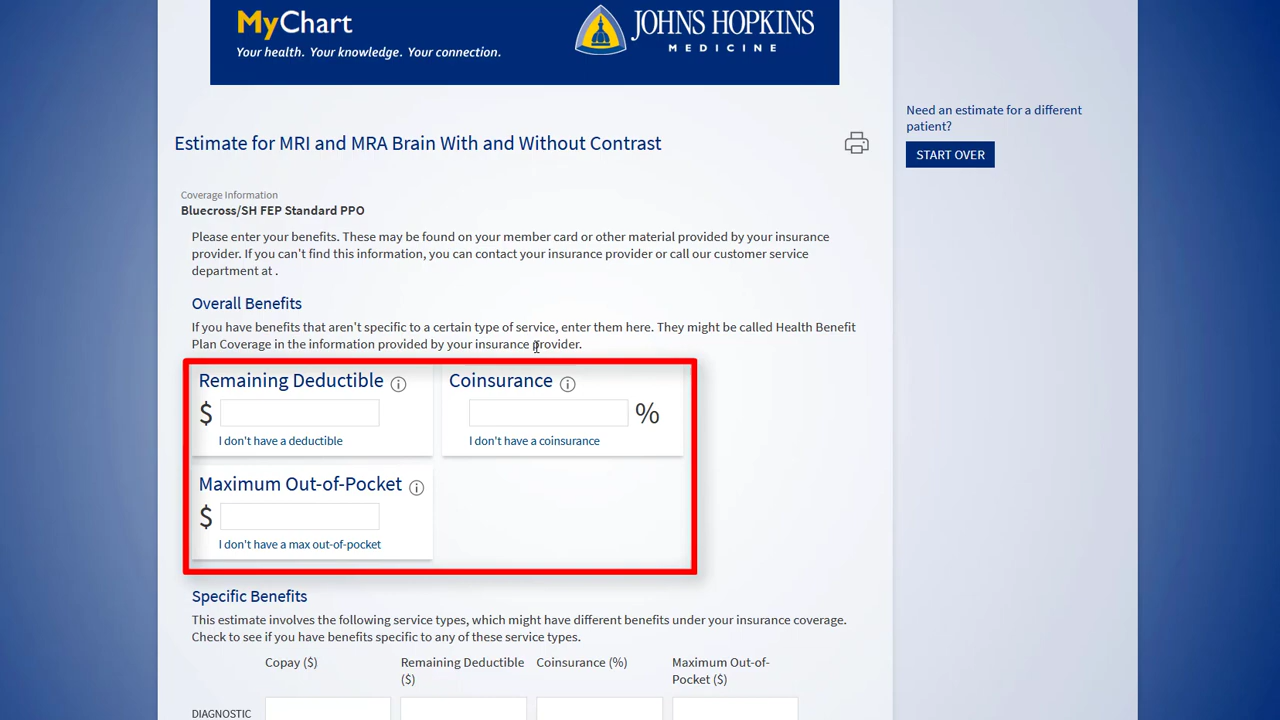 MyChart
Your health. Your knowledge. Your connection.
JOHNS HOPKINS
MEDICINE
Need an estimate for a different
patient?
START OVER
Estimate for MRI and MRA Brain With and Without Contrast
Coverage Information
Bluecross/SH FEP Standard PPO
Please enter your benefits. These may be found on your member card or other material provided by your insurance
provider. If you can't find this information, you can contact your insurance provider or call our customer service
department at .
Overall Benefits
If you have benefits that aren't specific to a certain type of service, enter them here. They might be called Health Benefit
Plan Coverage in the information provided by your insurance provider.
Remaining Deductible
$
I don't have a deductible
Coinsurance
%
I don't have a coinsurance
Maximum Out-of-Pocket
$
I don't have a max out-of-pocket
Specific Benefits
This estimate involves the following service types, which might have different benefits under your insurance coverage.
Check to see if you have benefits specific to any of these service types.
Copay ($)
Remaining Deductible
($)
Coinsurance (%)
Maximum Out-of-
Pocket ($)
DIAGNOSTIC